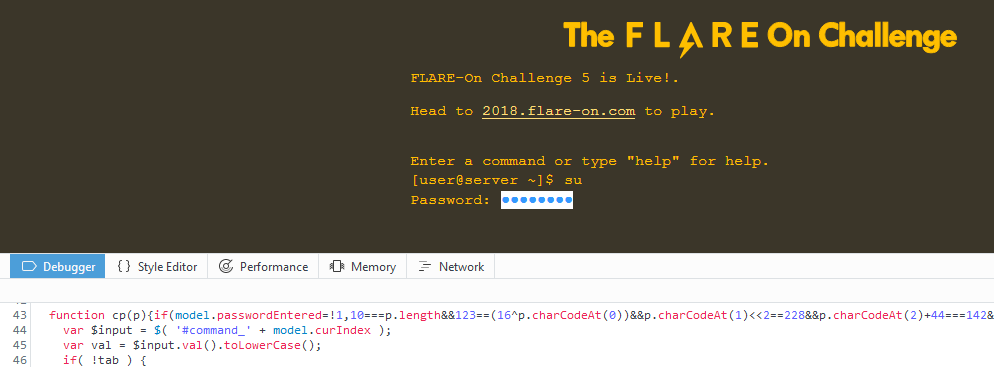 The FLARE On Challenge
FLARE-On Challenge 5 is Live!.
Head to 2018.flare-on.com to play.
Enter a command or type "help" for help.
[user@server ~]$ su
Password: ●●●●●●●●
Debugger {} Style Editor Performance Memory Network
43 function cp(p){if(model.passwordEntered=!1,10===p.length&&123==(16^p.charCodeAt(0))&&p.charCodeAt(1)<<2==228&&p.charCodeAt(2)+44===142&
44 var $input = $( '#command_' + model.curIndex );
45 var val = $input.val().toLowerCase();
46 if( !tab ) {